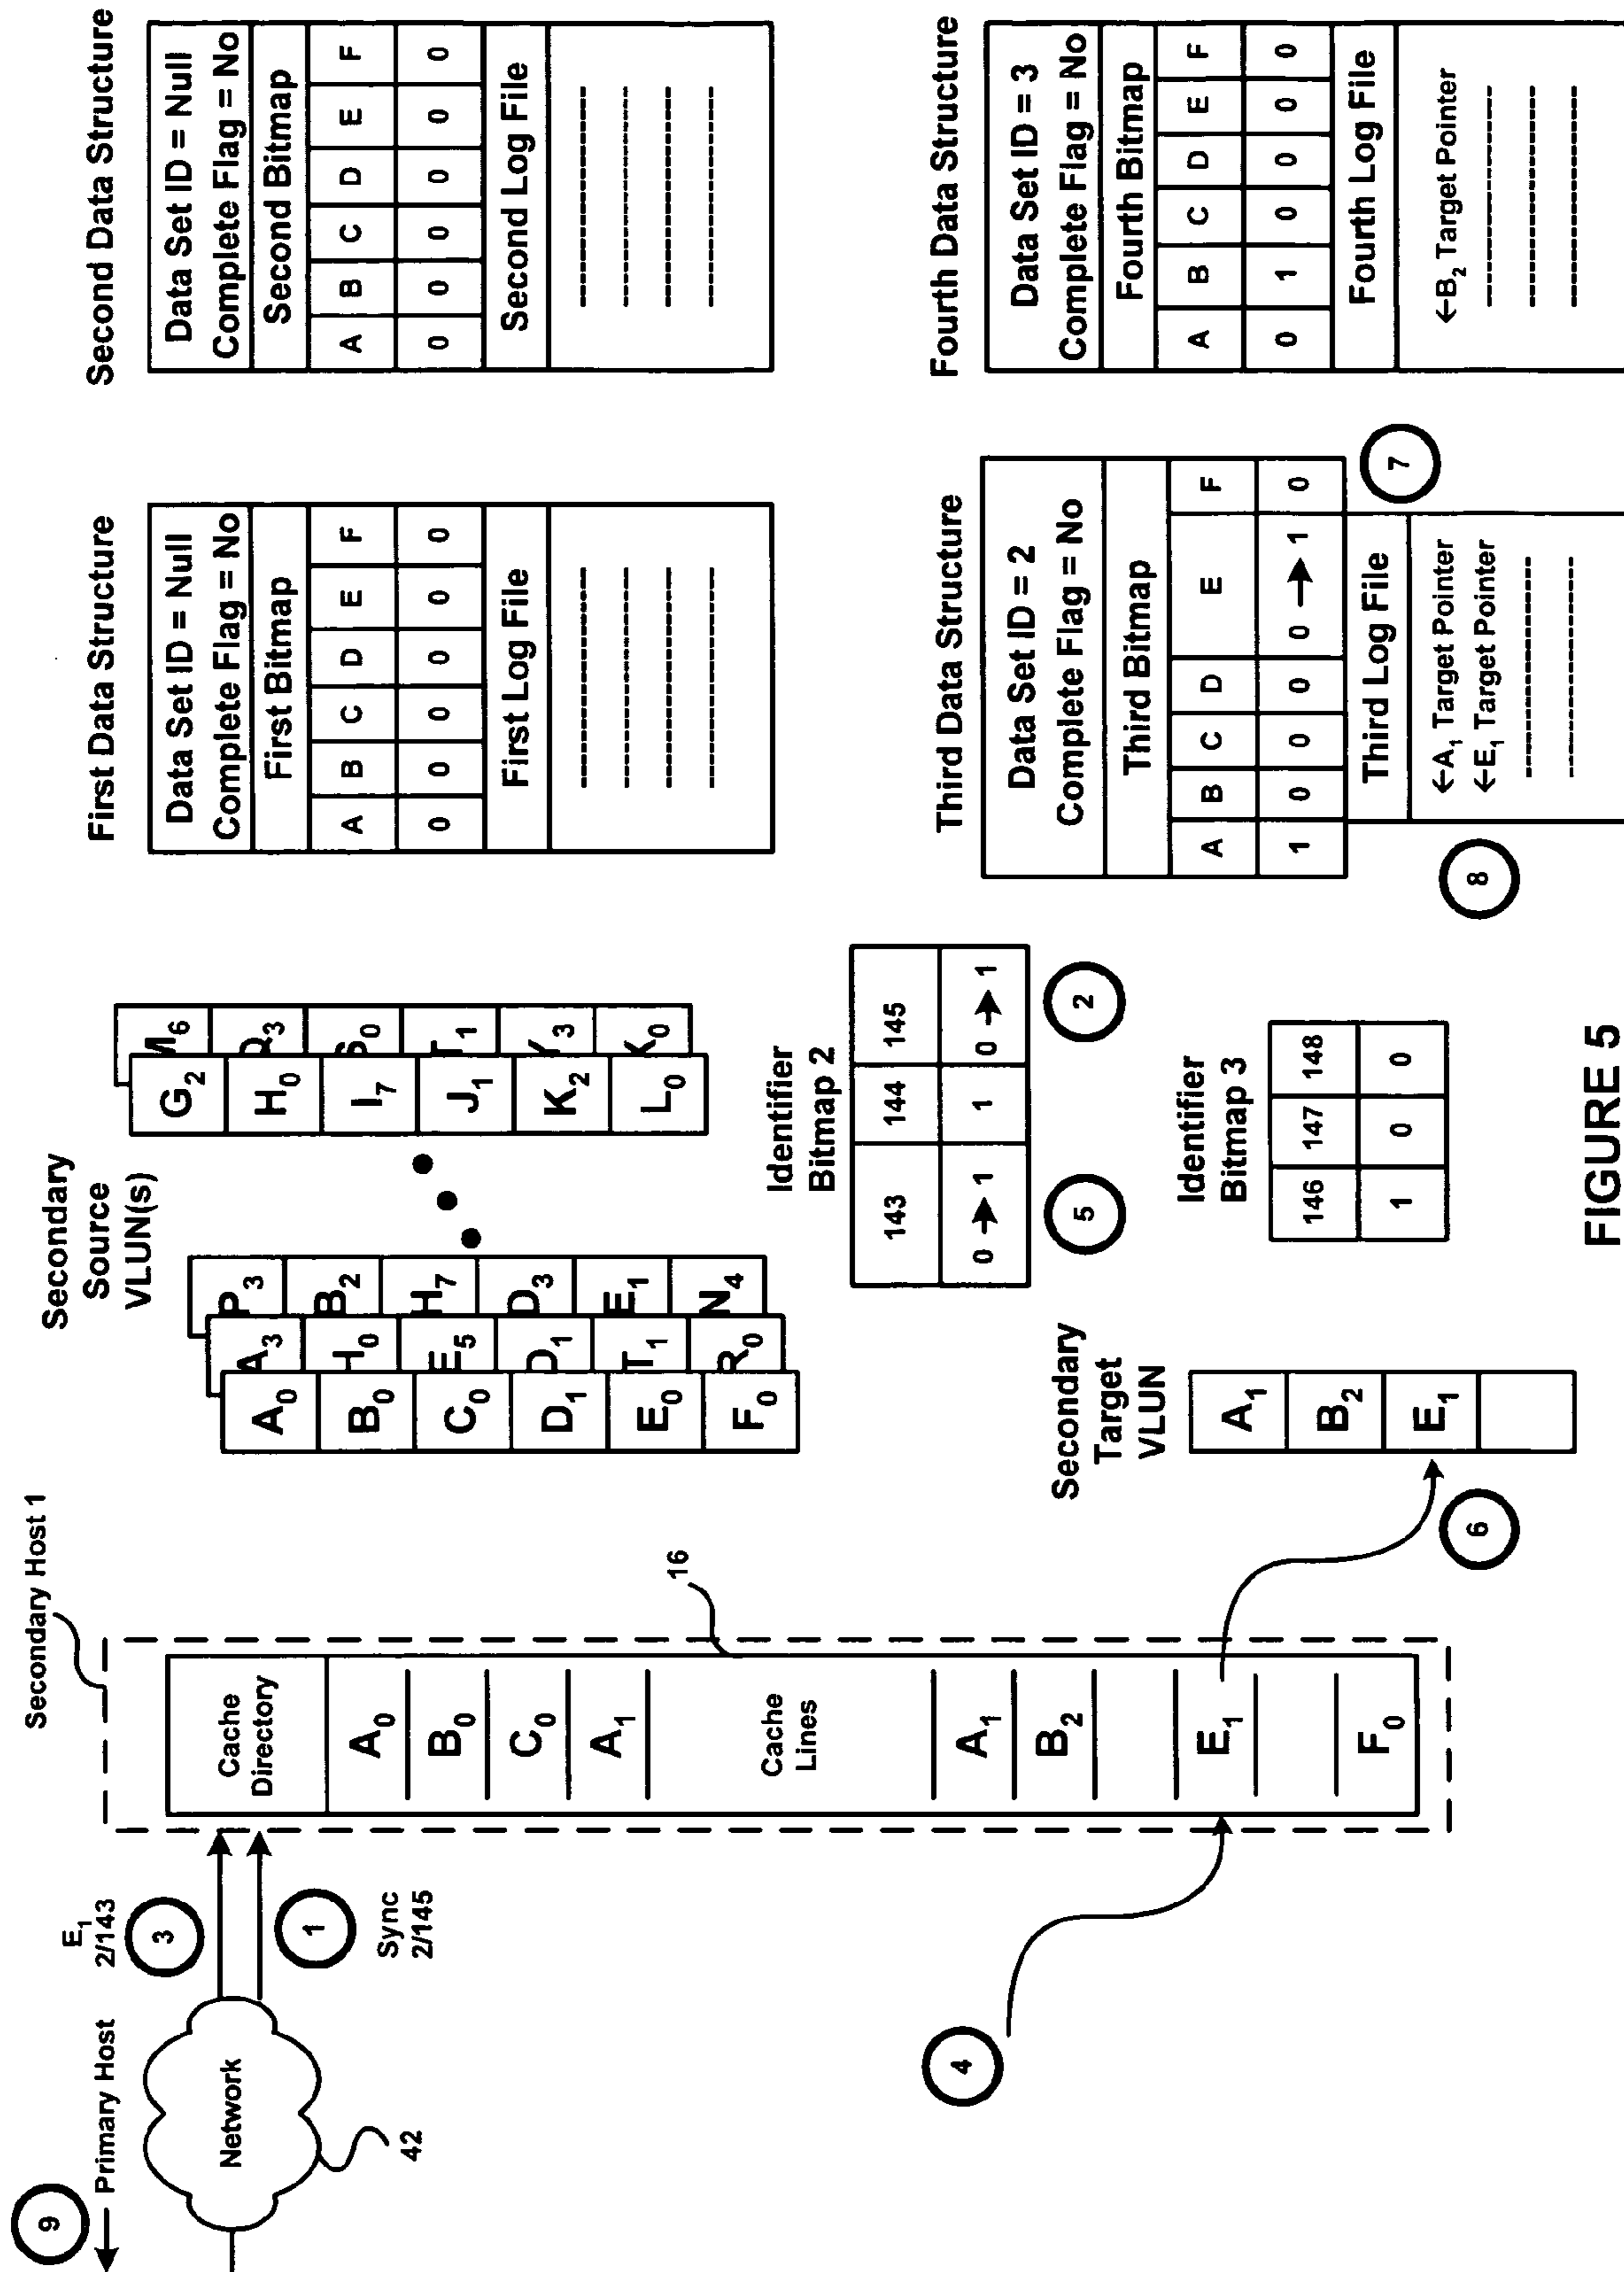 9
Primary Host
Network
42
E1
2/143
3
1
Sync
2/145
4
Secondary Host 1
Cache
Directory
A0
B0
C0
A1
Cache
Lines
A1
B2
E1
F0
16
Secondary
Source
VLUN(s)
A0
B0
C0
D1
E0
F0
A3
H0
E5
D1
T1
R0
P3
B2
H7
D3
E1
N4
G2
H0
I7
J1
K2
L0
M6
Q3
S0
T1
3
0
Secondary
Target
VLUN
A1
B2
E1
6
Identifier
Bitmap 2
143 144 145
0→1 1 0→1
5
2
Identifier
Bitmap 3
146 147 148
1 0 0
First Data Structure
Data Set ID = Null
Complete Flag = No
First Bitmap
A B C D E F
0 0 0 0 0 0
First Log File
Second Data Structure
Data Set ID = Null
Complete Flag = No
Second Bitmap
A B C D E F
0 0 0 0 0 0
Second Log File
Third Data Structure
Data Set ID = 2
Complete Flag = No
Third Bitmap
A B C D E F
1 0 0 0 0→1 0
7
Third Log File
8
←A1 Target Pointer
←E1 Target Pointer
Fourth Data Structure
Data Set ID = 3
Complete Flag = No
Fourth Bitmap
A B C D E F
0 1 0 0 0 0
Fourth Log File
←B2 Target Pointer
FIGURE 5